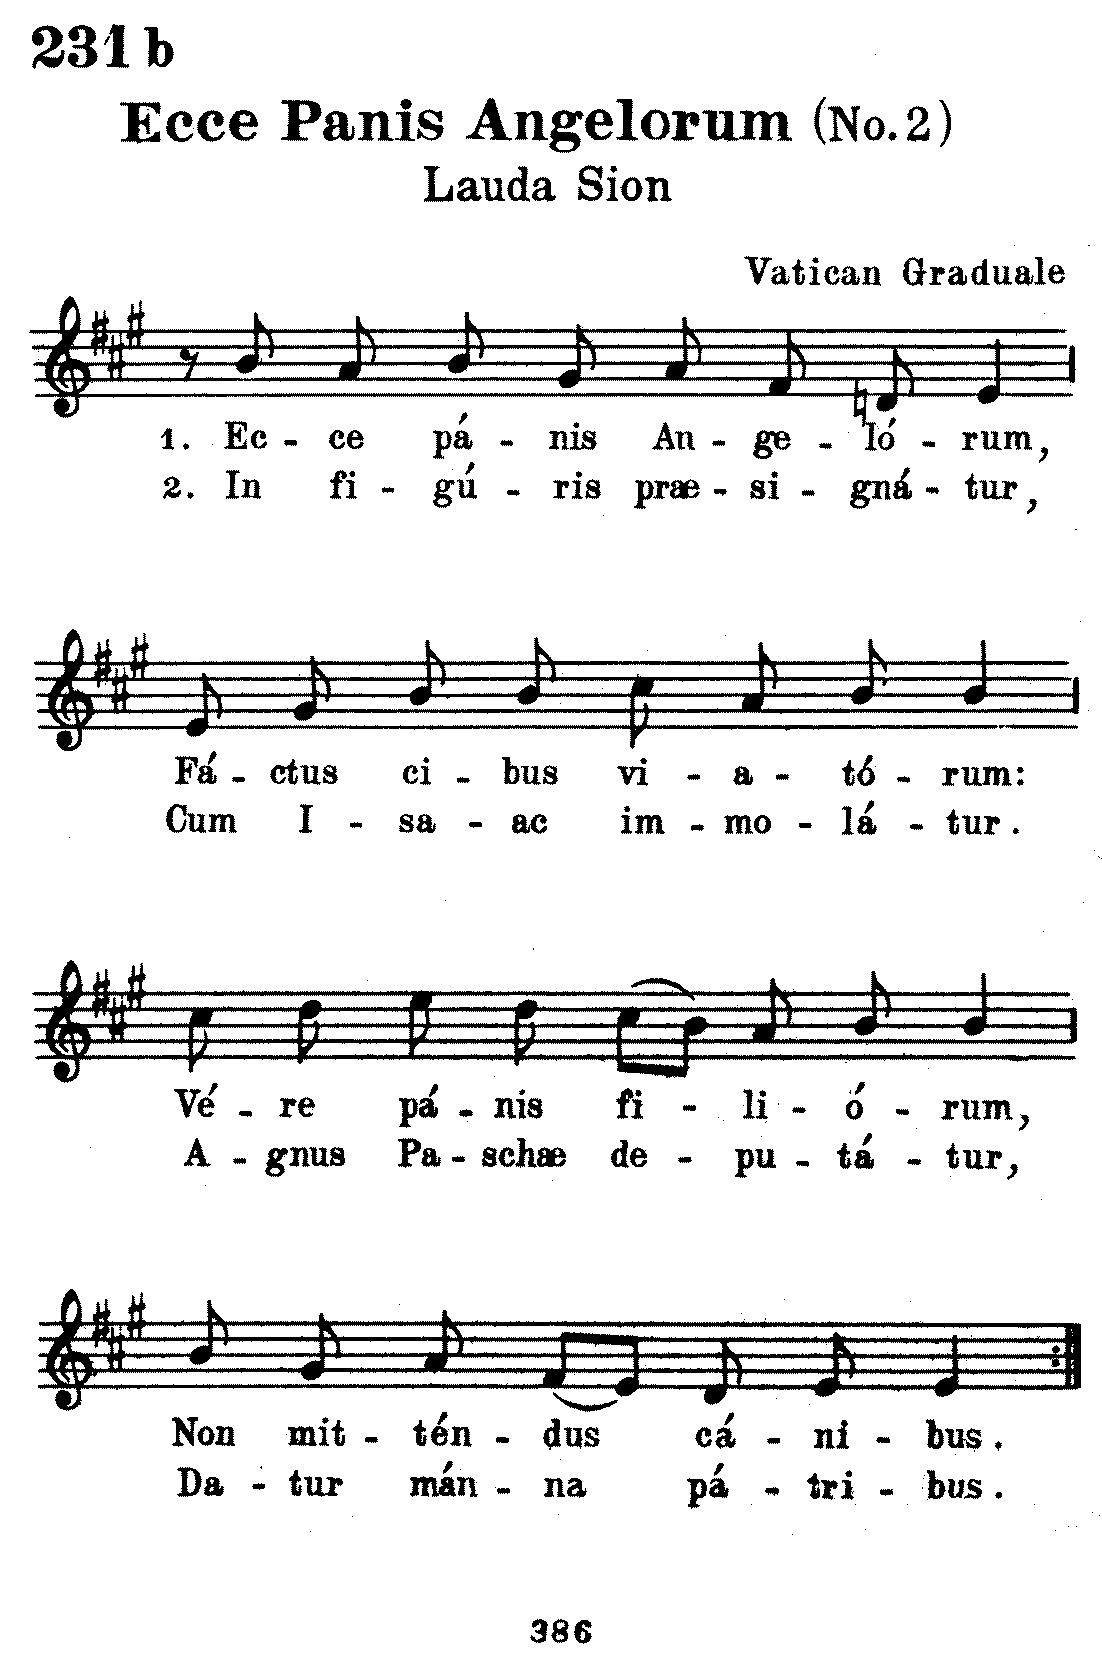 231 b
Ecce Panis Angelorum (No. 2)
Lauda Sion
Vatican Graduale
1. Ec - ce pá - nis An - ge - ló - rum,
2. In fi - gú - ris præ - si - gná - tur,
Fá - ctus ci - bus vi - a - tó - rum:
Cum I - sa - ac im - mo - lá - tur.
Vé - re pá - nis fi - li - ó - rum,
A - gnus Pa - schæ de - pu - tá - tur,
Non mit - tén - dus cá - ni - bus.
Da - tur mán - na pá - tri - bus.
386